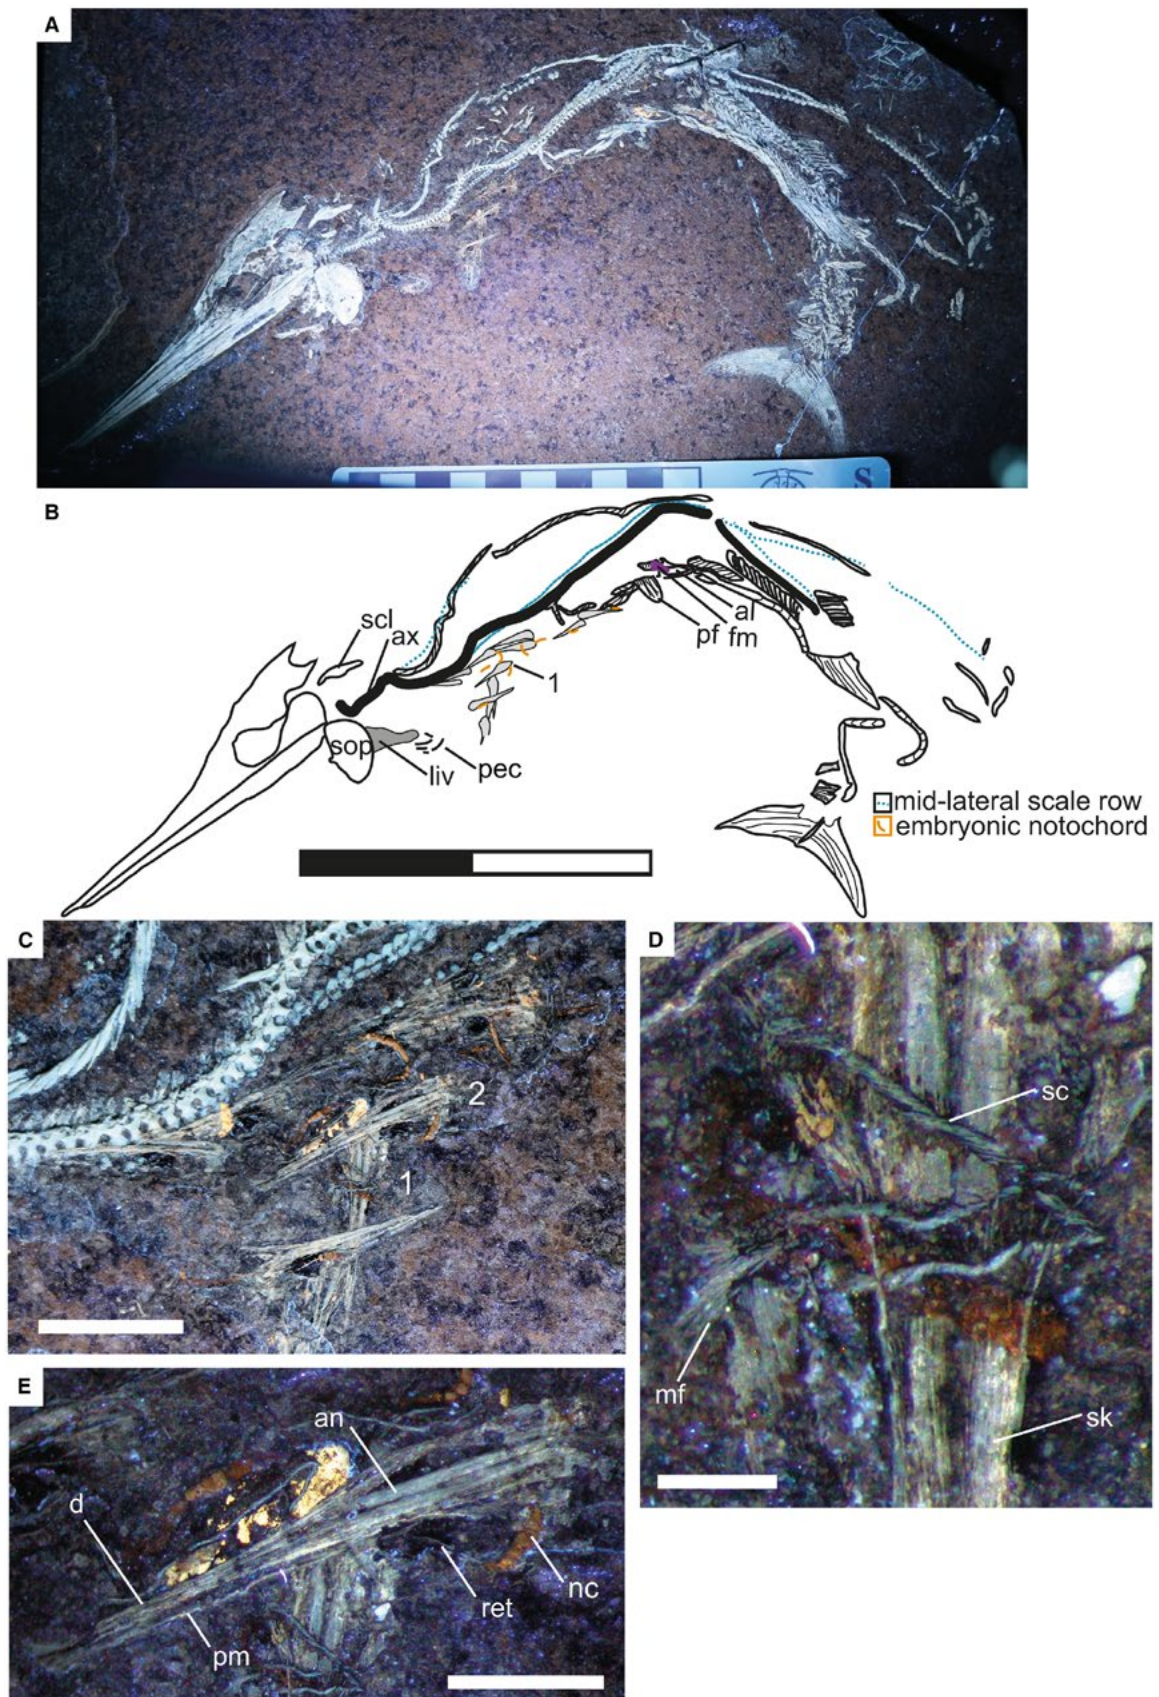 A
S
B
scl
ax
sop
liv
pec
1
pf
fm
al
mid-lateral scale row
embryonic notochord
C
2
1
D
sc
mf
sk
E
an
d
pm
ret
nc